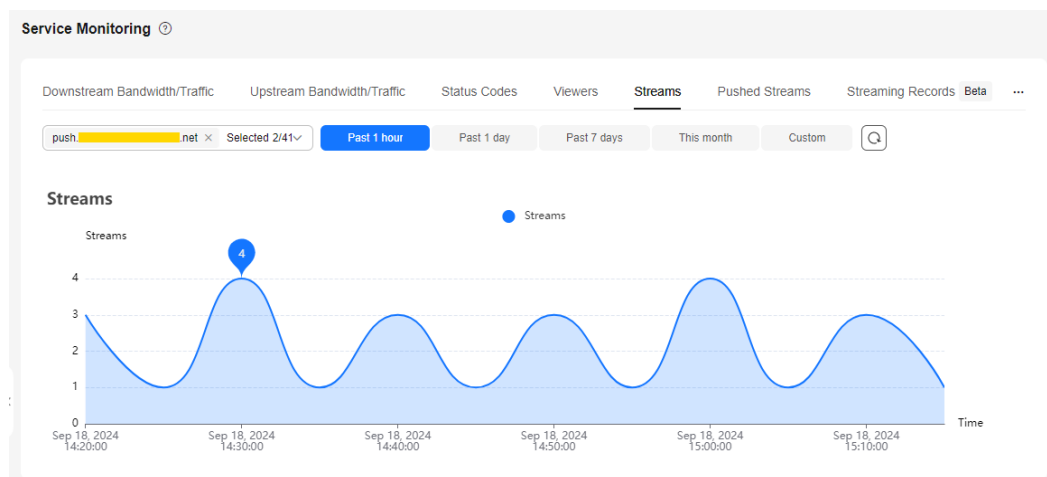 Service Monitoring ?
Downstream Bandwidth/Traffic Upstream Bandwidth/Traffic Status Codes Viewers Streams Pushed Streams Streaming Records Beta ...
push. .net × Selected 2/41 Past 1 hour Past 1 day Past 7 days This month Custom
Streams
Streams
Streams
4
4
3
2
1
0
Time
Sep 18, 2024 Sep 18, 2024 Sep 18, 2024 Sep 18, 2024 Sep 18, 2024 Sep 18, 2024
14:20:00 14:30:00 14:40:00 14:50:00 15:00:00 15:10:00